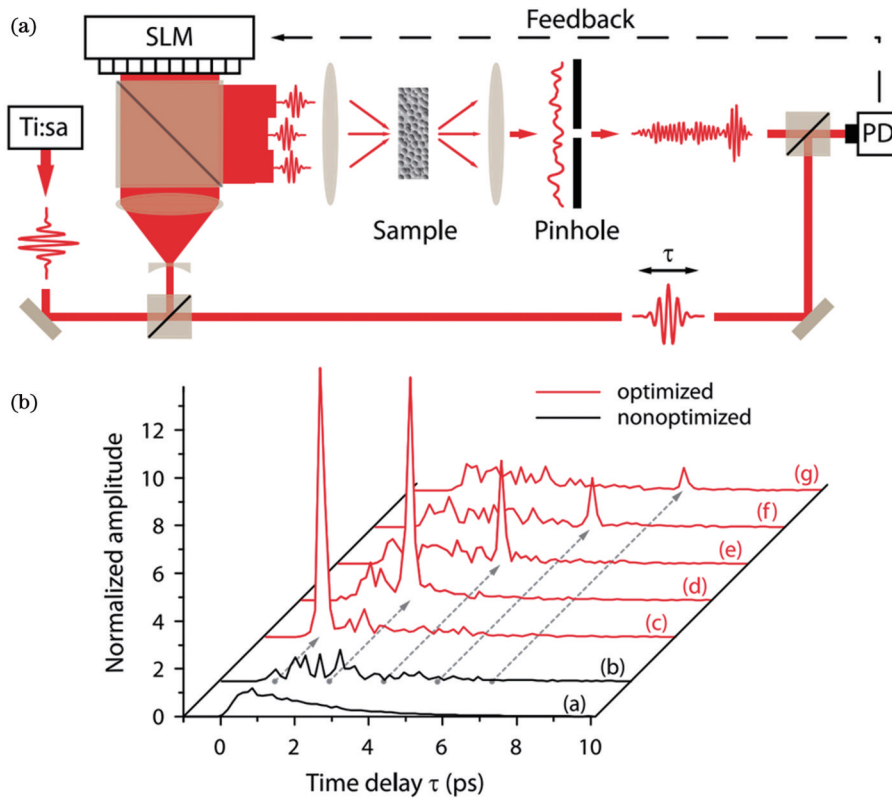 (a)
SLM
Feedback
Ti:sa
PD
Sample
Pinhole
τ
(b)
optimized
nonoptimized
Normalized amplitude
12
10
8
6
4
2
0
(g)
(f)
(e)
(d)
(c)
(b)
(a)
0 2 4 6 8 10
Time delay τ (ps)